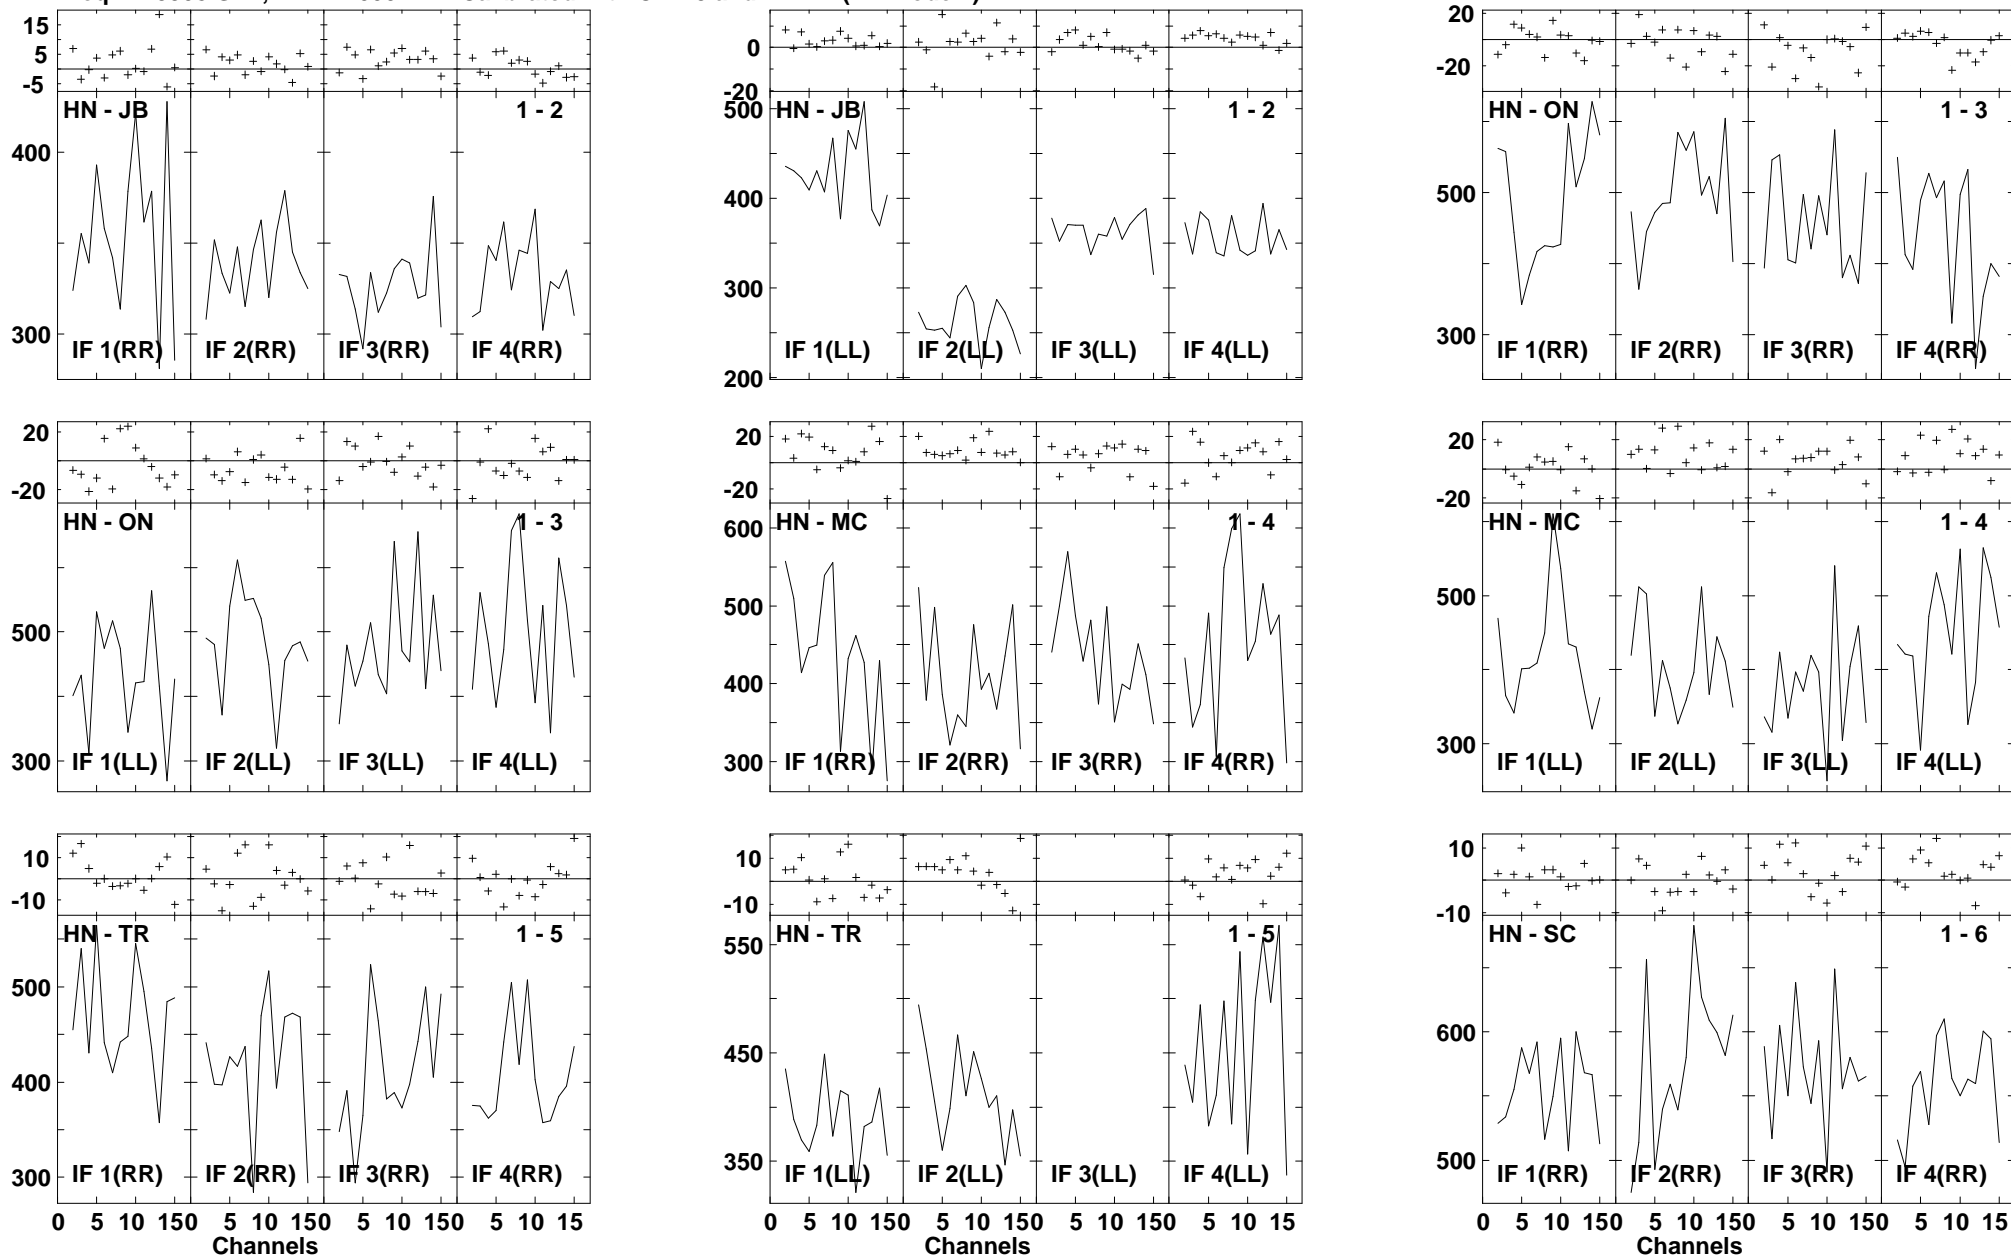 15
5
-5
HN - JB 1 - 2
400
300
IF 1(RR) IF 2(RR) IF 3(RR) IF 4(RR)
0
-20
500
HN - JB 1 - 2
400
300
200
IF 1(LL) IF 2(LL) IF 3(LL) IF 4(LL)
20
-20
HN - ON 1 - 3
500
300
IF 1(RR) IF 2(RR) IF 3(RR) IF 4(RR)
20
-20
HN - ON 1 - 3
500
300
IF 1(LL) IF 2(LL) IF 3(LL) IF 4(LL)
20
-20
HN - MC 1 - 4
600
500
400
300
IF 1(RR) IF 2(RR) IF 3(RR) IF 4(RR)
20
-20
HN - MC 1 - 4
500
300
IF 1(LL) IF 2(LL) IF 3(LL) IF 4(LL)
10
-10
HN - TR 1 - 5
500
400
300
IF 1(RR) IF 2(RR) IF 3(RR) IF 4(RR)
0 5 10 150 5 10 150 5 10 150 5 10 15
Channels
10
-10
HN - TR 1 - 5
550
450
350
IF 1(LL) IF 2(LL) IF 3(LL) IF 4(LL)
0 5 10 150 5 10 150 5 10 150 5 10 15
Channels
10
-10
HN - SC 1 - 6
600
500
IF 1(RR) IF 2(RR) IF 3(RR) IF 4(RR)
0 5 10 150 5 10 150 5 10 150 5 10 15
Channels